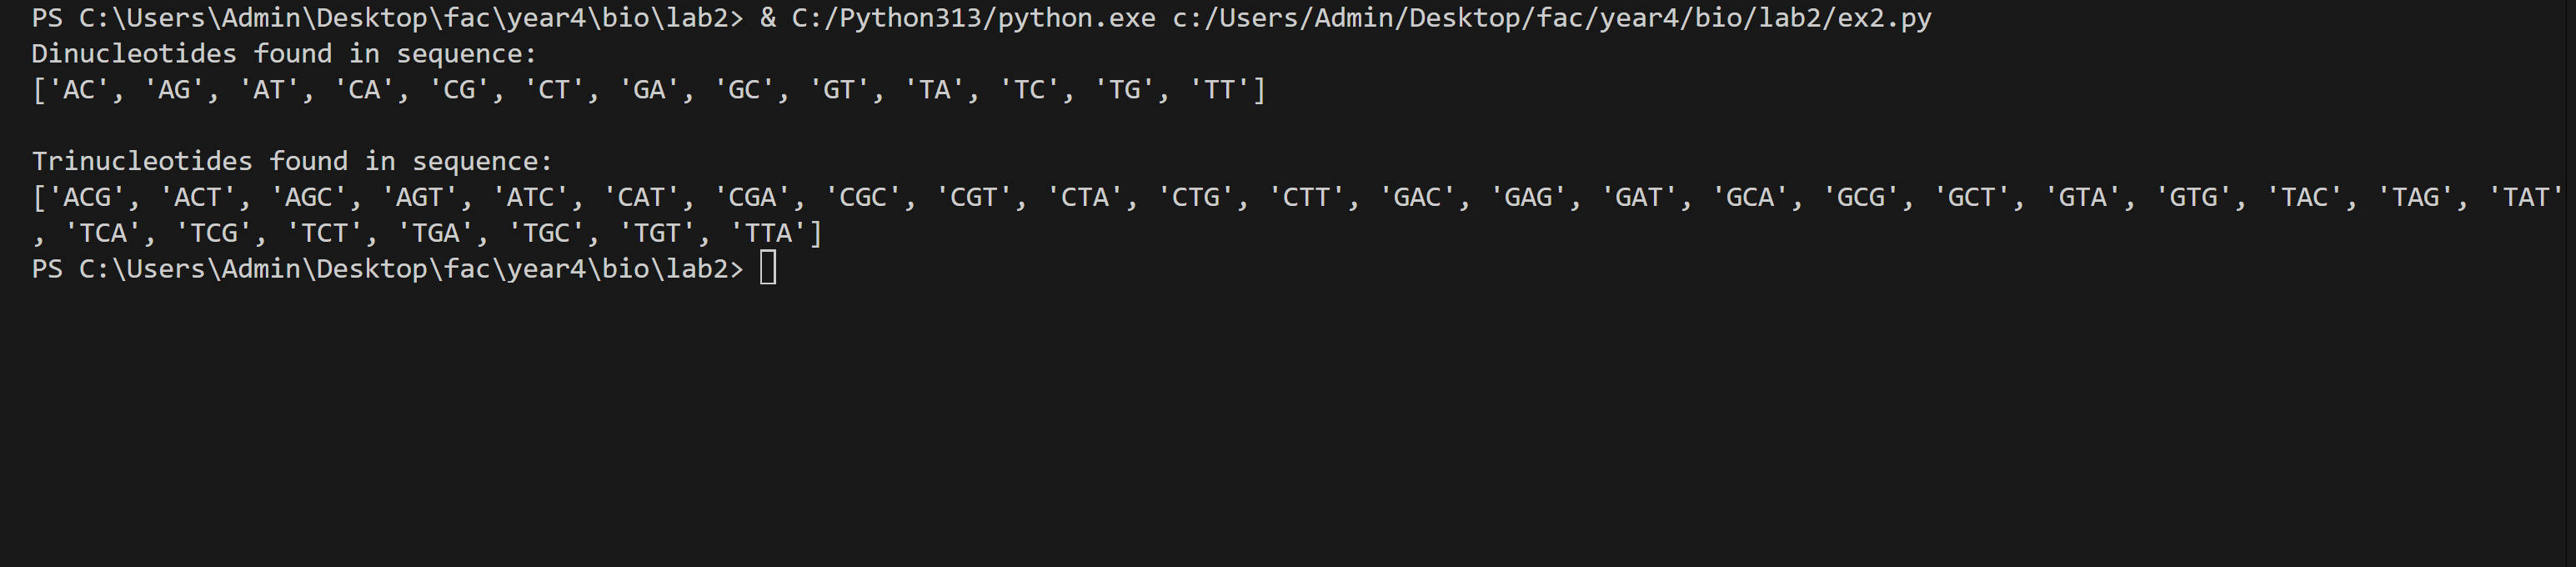 PS C:\Users\Admin\Desktop\fac\year4\bio\lab2> & C:/Python313/python.exe c:/Users/Admin/Desktop/fac/year4/bio/lab2/ex2.py
Dinucleotides found in sequence:
['AC', 'AG', 'AT', 'CA', 'CG', 'CT', 'GA', 'GC', 'GT', 'TA', 'TC', 'TG', 'TT']
Trinucleotides found in sequence:
['ACG', 'ACT', 'AGC', 'AGT', 'ATC', 'CAT', 'CGA', 'CGC', 'CGT', 'CTA', 'CTG', 'CTT', 'GAC', 'GAG', 'GAT', 'GCA', 'GCG', 'GCT', 'GTA', 'GTG', 'TAC', 'TAG', 'TAT'
, 'TCA', 'TCG', 'TCT', 'TGA', 'TGC', 'TGT', 'TTA']
PS C:\Users\Admin\Desktop\fac\year4\bio\lab2>